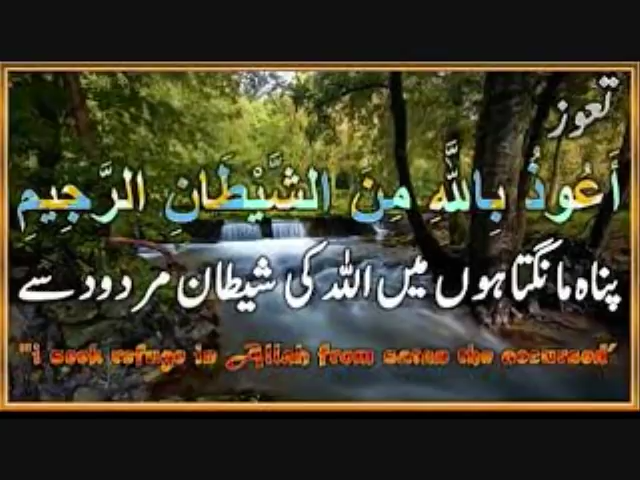 تعوز
أَعُوذُ بِاللَّهِ مِنَ الشَّيْطَانِ الرَّجِيمِ
پناہ مانگتا ہوں میں اللہ کی شیطان مردود سے
"i seek refuge in Allah from satan the accursed"